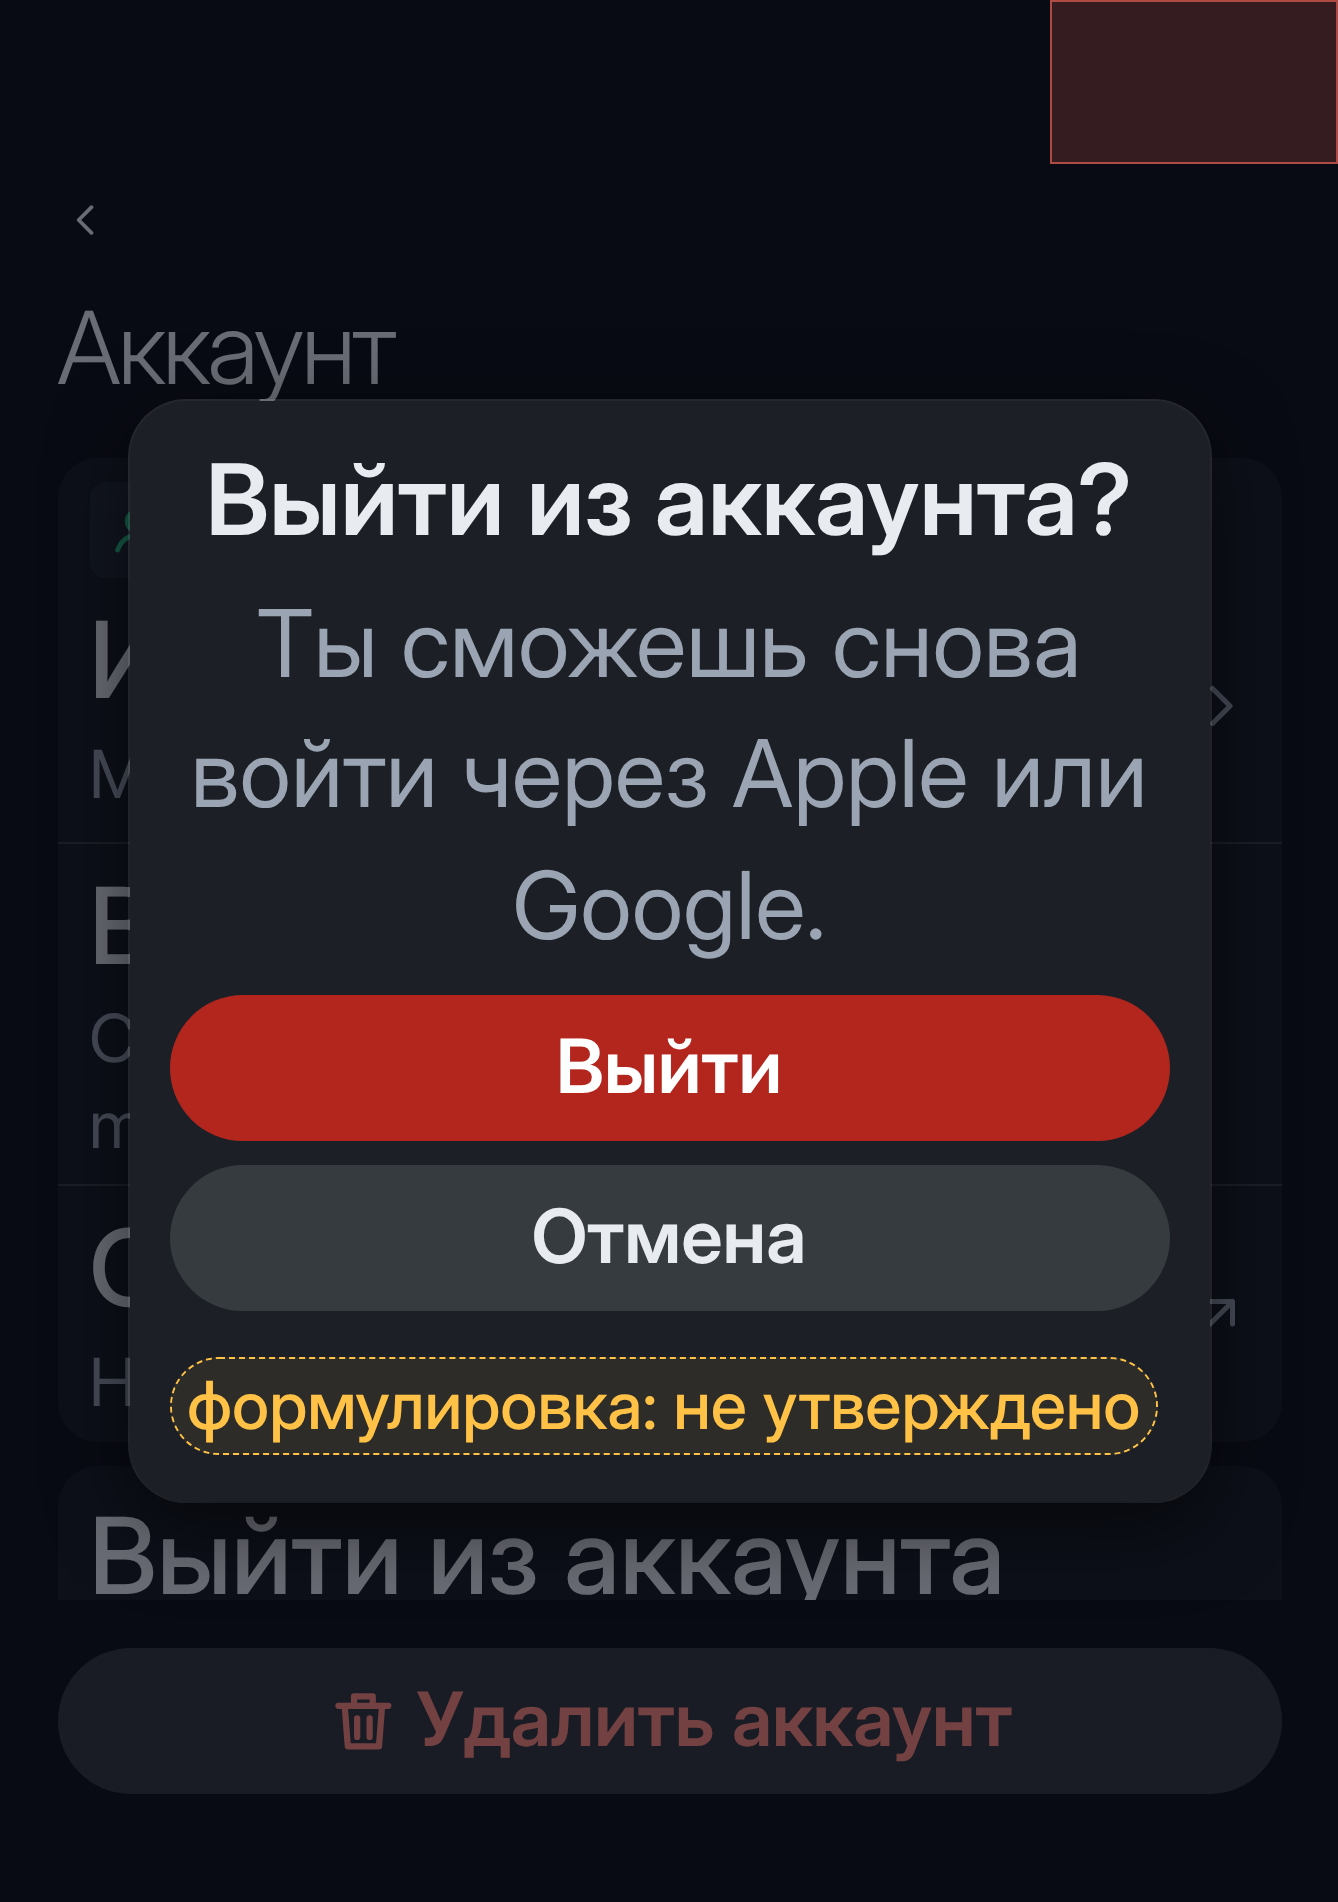 Аккаунт
Выйти из аккаунта?
Ты сможешь снова
войти через Apple или
Google.
Выйти
Отмена
формулировка: не утверждено
Выйти из аккаунта
Удалить аккаунт